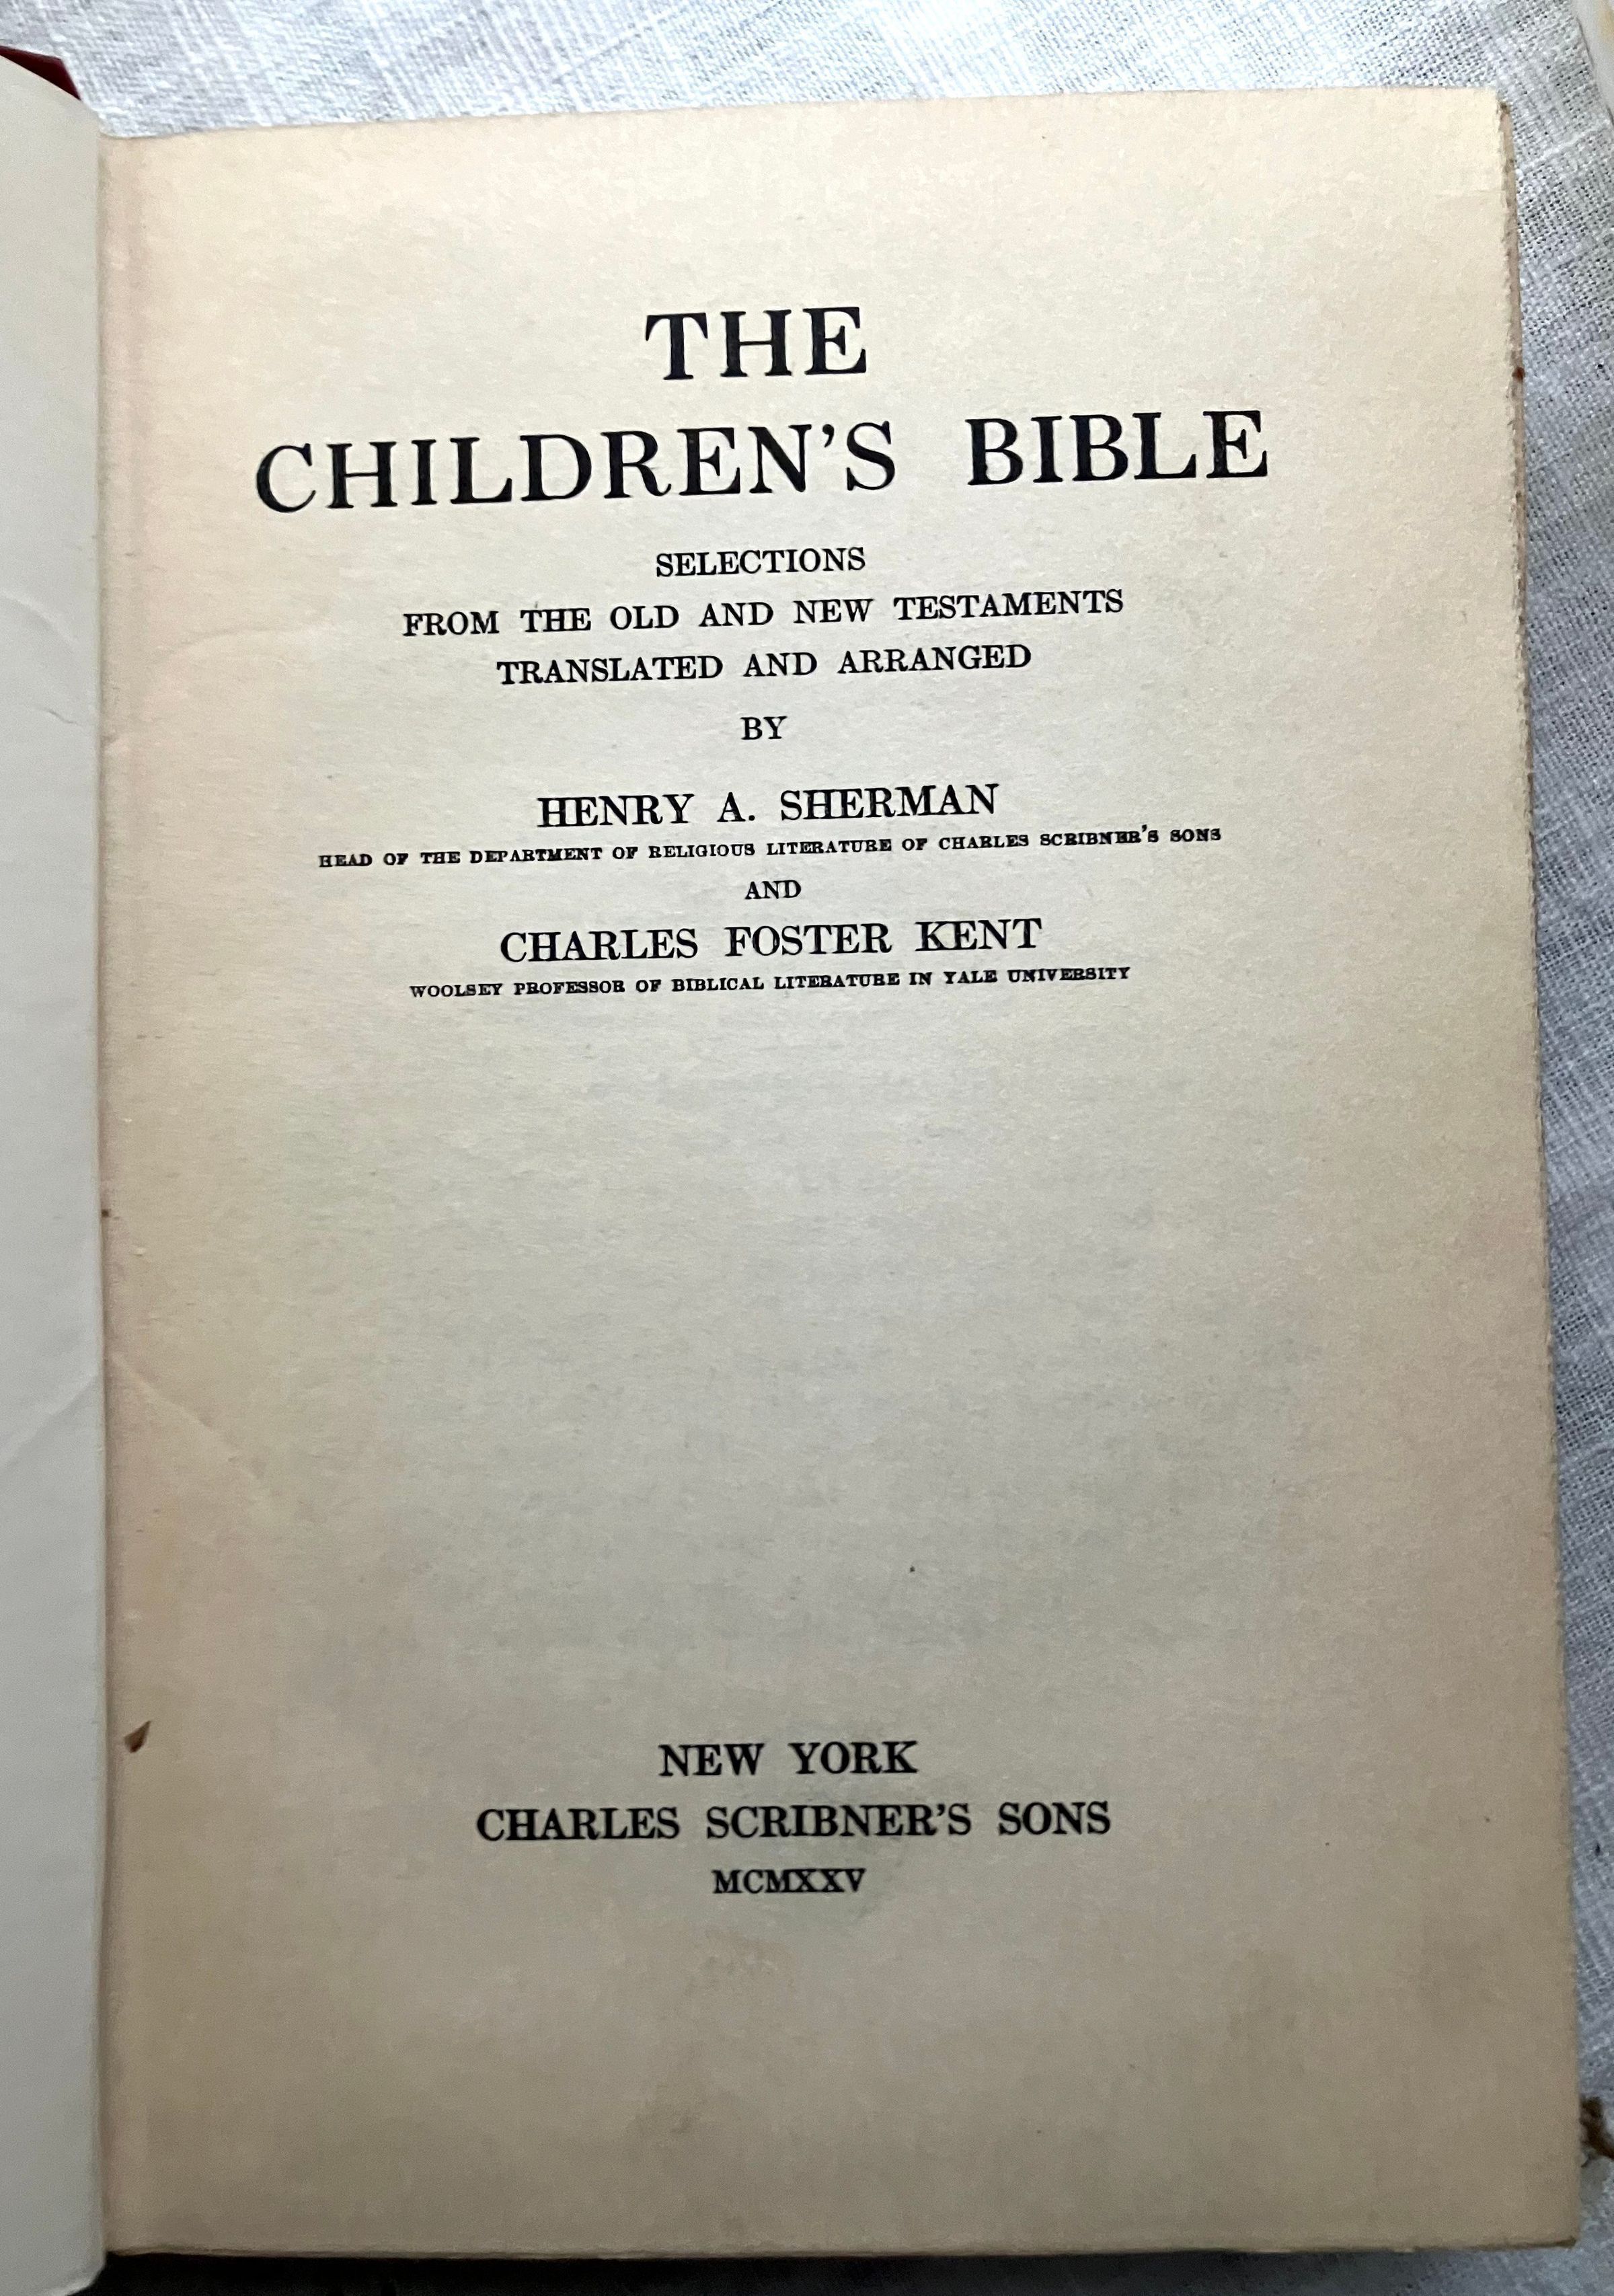 THE
CHILDREN'S BIBLE
SELECTIONS
FROM THE OLD AND NEW TESTAMENTS
TRANSLATED AND ARRANGED
BY
HENRY A. SHERMAN
HEAD OF THE DEPARTMENT OF RELIGIOUS LITERATURE OF CHARLES SCRIBNER'S SONS
AND
CHARLES FOSTER KENT
WOOLSEY PROFESSOR OF BIBLICAL LITERATURE IN YALE UNIVERSITY
NEW YORK
CHARLES SCRIBNER'S SONS
MCMXXV